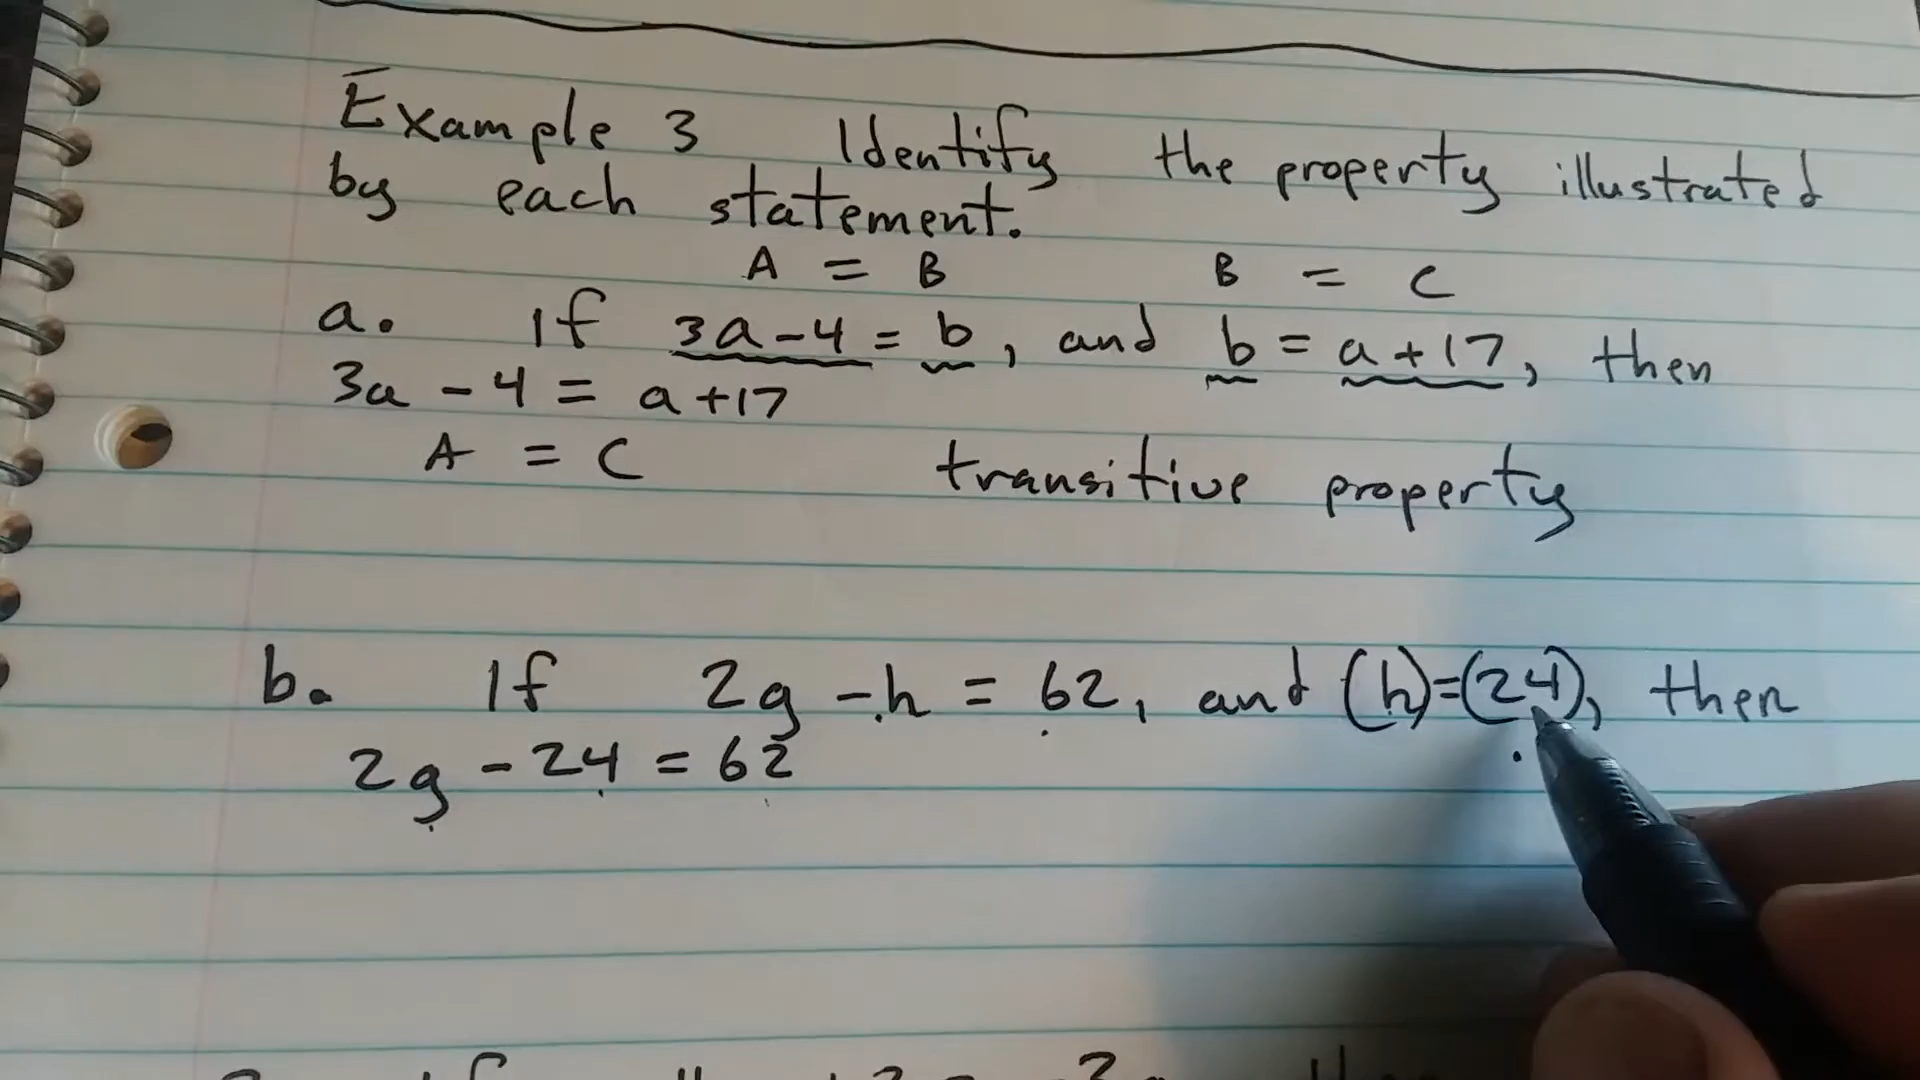 Example 3 Identify the property illustrated
by each statement.
A = B B = C
a. If 3a-4 = b, and b = a+17, then
3a - 4 = a+17
A = C transitive property
b. If 2g - h = 62, and (h)=(24), then
2g - 24 = 62